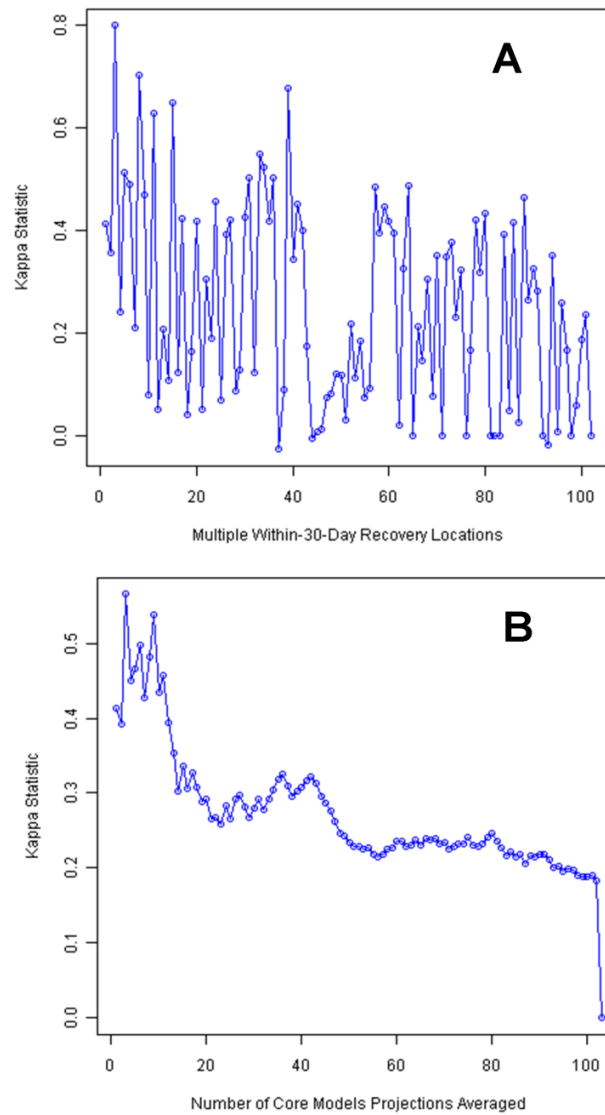 A
0.8
0.6
0.4
0.2
0.0
Kappa Statistic
0 20 40 60 80 100
Multiple Within-30-Day Recovery Locations
B
0.5
0.4
0.3
0.2
0.1
0.0
Kappa Statistic
0 20 40 60 80 100
Number of Core Models Projections Averaged